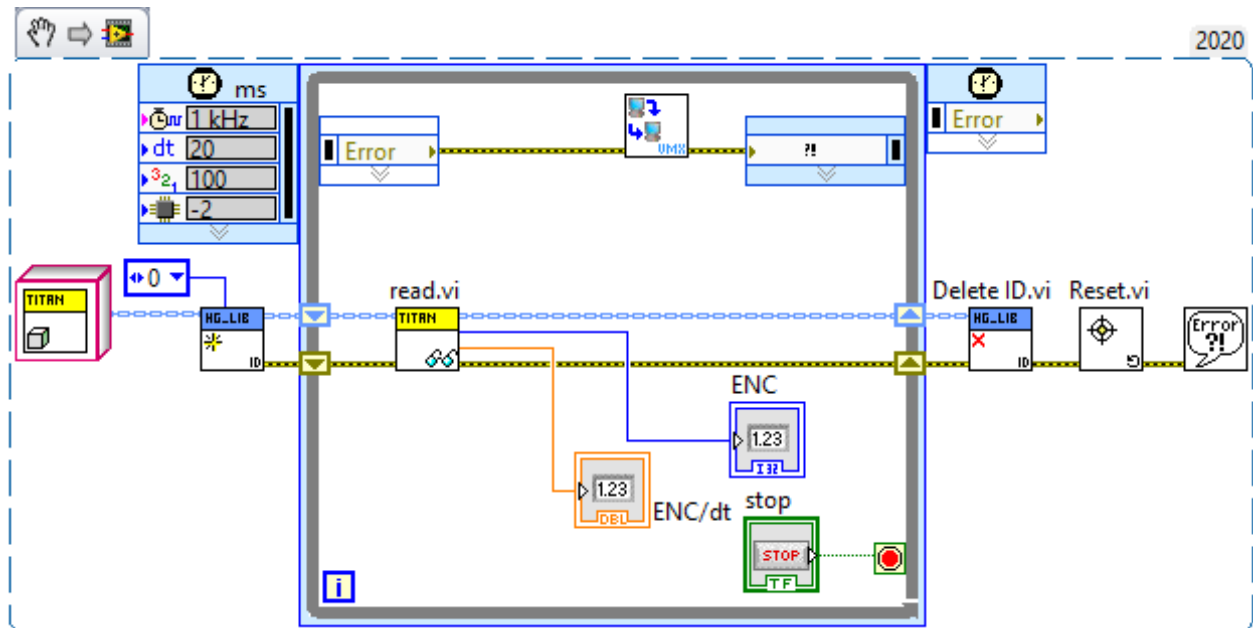 2020
ms
1 kHz
dt 20
321 100
-2
Error
VMX
?!
Error
TITAN
0
HG_LIB
ID
read.vi
TITAN
Delete ID.vi
HG_LIB
ID
Reset.vi
Error
?!
ENC
1.23
I32
1.23
DBL
ENC/dt
stop
STOP
TF
i